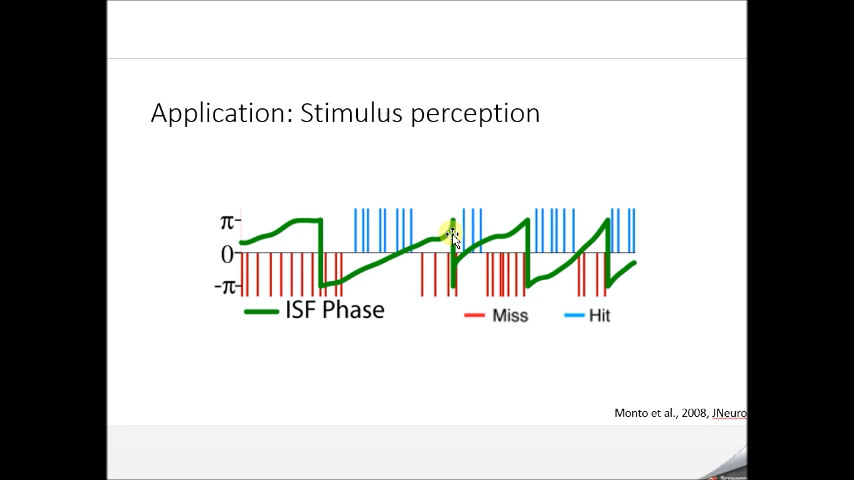 Application: Stimulus perception
π
0
-π
ISF Phase
Miss
Hit
Monto et al., 2008, JNeuro